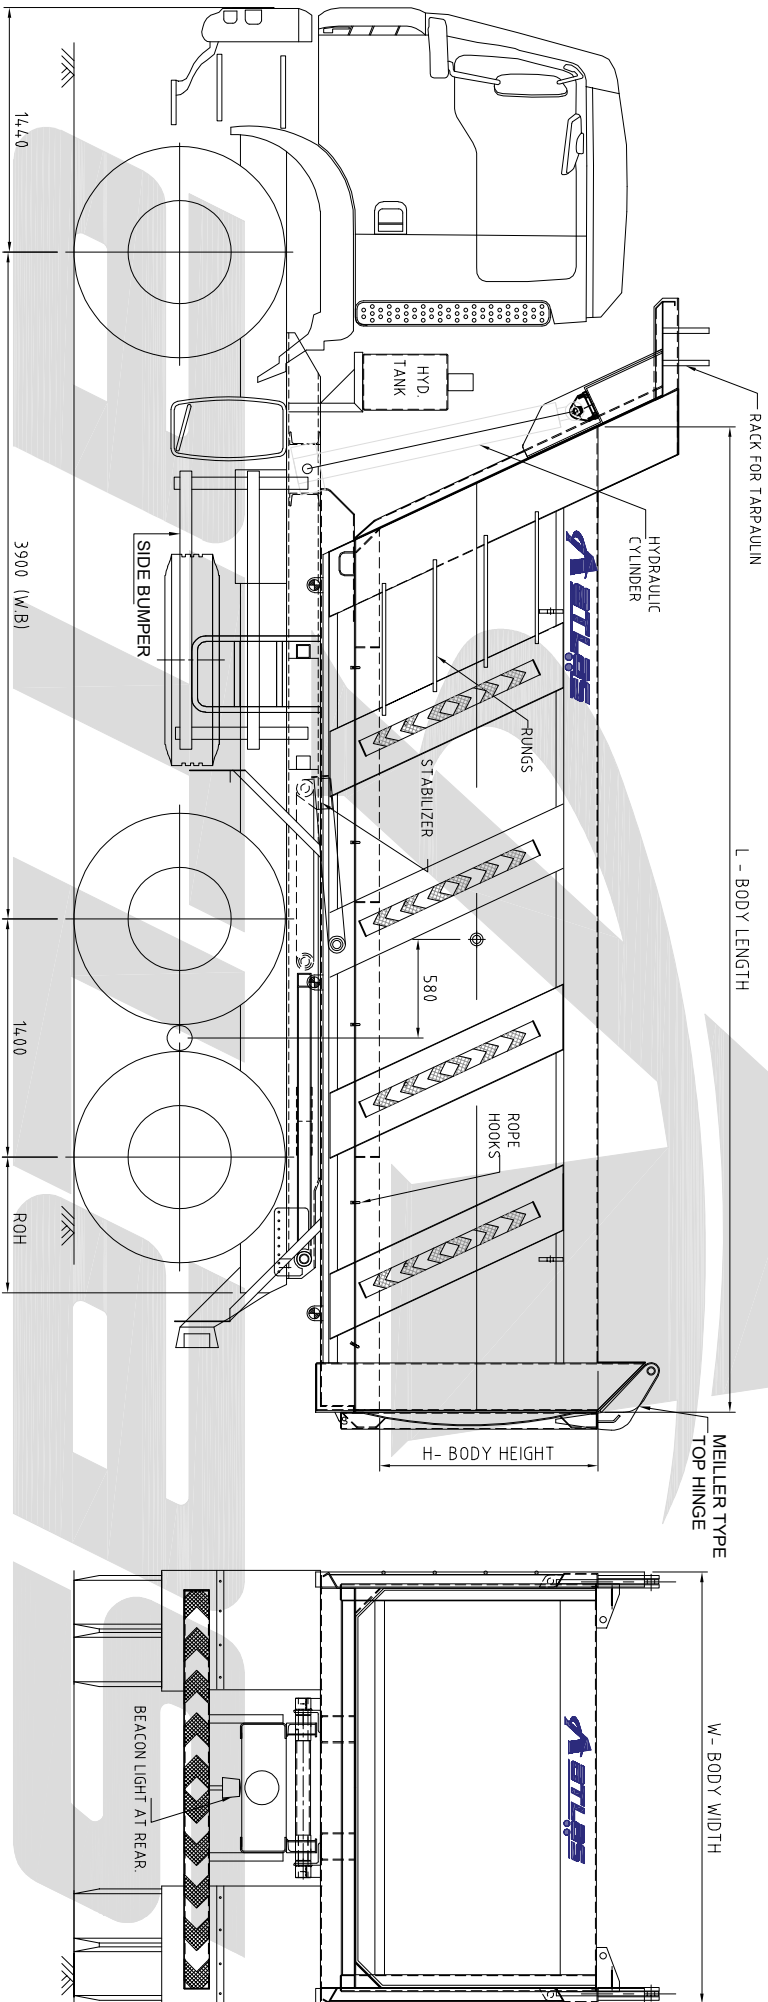 RACK FOR TARPAULIN
HYD.
TANK
HYDRAULIC
CYLINDER
ATLAS
L - BODY LENGTH
RUNGS
STABILIZER
580
ROPE
HOOKS
MEILLER TYPE
TOP HINGE
H- BODY HEIGHT
SIDE BUMPER
1440
3900 (W.B)
1400
ROH
W- BODY WIDTH
ATLAS
BEACON LIGHT AT REAR.